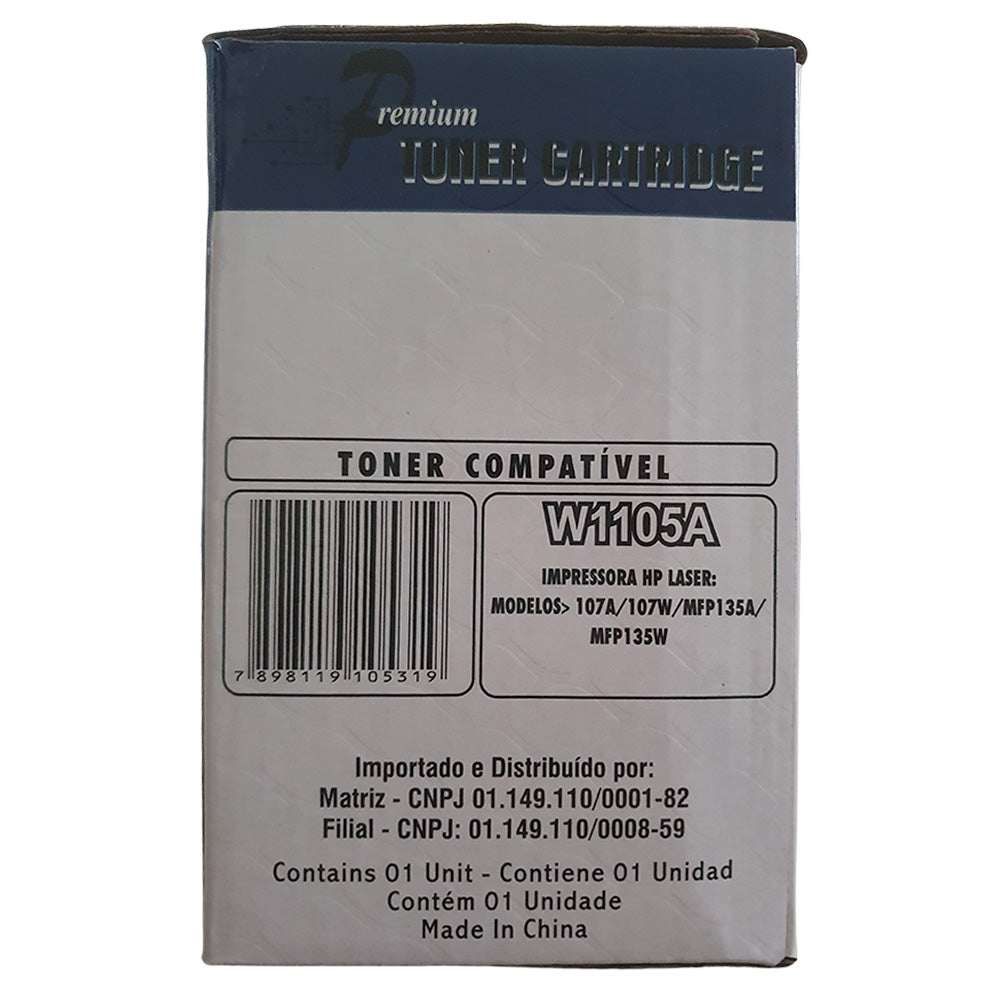 Premium
TONER CARTRIDGE
TONER COMPATÍVEL
7 898119 105319
W1105A
IMPRESSORA HP LASER:
MODELOS> 107A/107W/MFP135A/
MFP135W
Importado e Distribuído por:
Matriz - CNPJ 01.149.110/0001-82
Filial - CNPJ: 01.149.110/0008-59
Contains 01 Unit - Contiene 01 Unidad
Contém 01 Unidade
Made In China